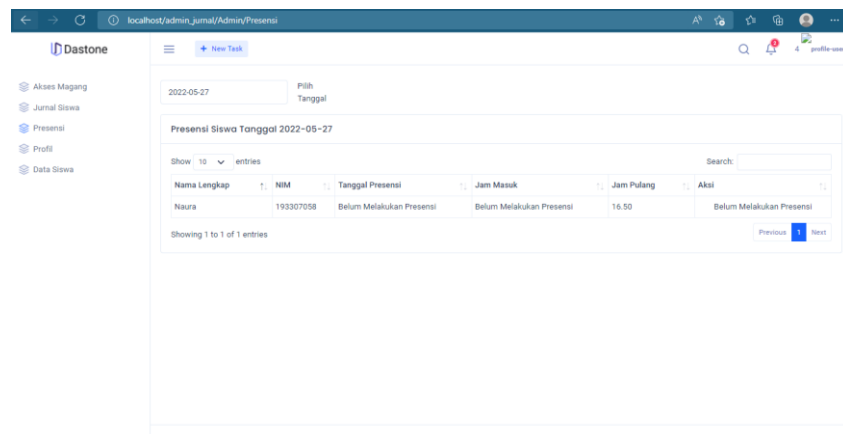 localhost/admin_jurnal/Admin/Presensi
Dastone
+ New Task
4 profile-user
Akses Magang
Jurnal Siswa
Presensi
Profil
Data Siswa
2022-05-27
Pilih
Tanggal
Presensi Siswa Tanggal 2022-05-27
Show 10 entries
Search:
Nama Lengkap NIM Tanggal Presensi Jam Masuk Jam Pulang Aksi
Naura 193307058 Belum Melakukan Presensi Belum Melakukan Presensi 16.50 Belum Melakukan Presensi
Showing 1 to 1 of 1 entries
Previous 1 Next